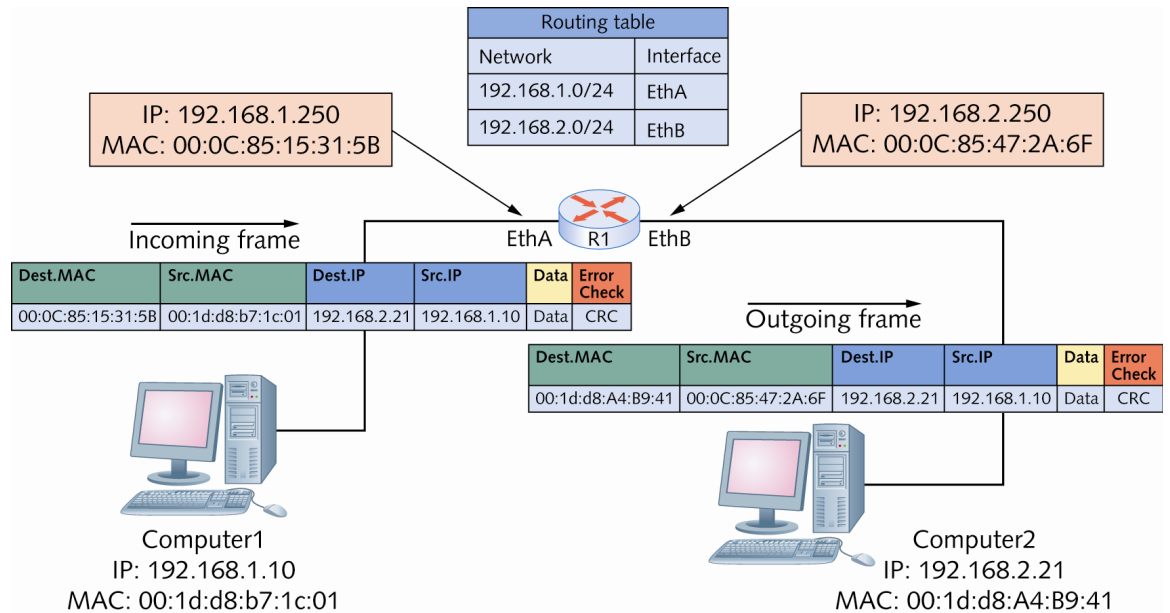 Routing table
Network Interface
192.168.1.0/24 EthA
192.168.2.0/24 EthB
IP: 192.168.1.250
MAC: 00:0C:85:15:31:5B
IP: 192.168.2.250
MAC: 00:0C:85:47:2A:6F
EthA R1 EthB
Incoming frame
Dest.MAC Src.MAC Dest.IP Src.IP Data Error Check
00:0C:85:15:31:5B 00:1d:d8:b7:1c:01 192.168.2.21 192.168.1.10 Data CRC
Outgoing frame
Dest.MAC Src.MAC Dest.IP Src.IP Data Error Check
00:1d:d8:A4:B9:41 00:0C:85:47:2A:6F 192.168.2.21 192.168.1.10 Data CRC
Computer1
IP: 192.168.1.10
MAC: 00:1d:d8:b7:1c:01
Computer2
IP: 192.168.2.21
MAC: 00:1d:d8:A4:B9:41